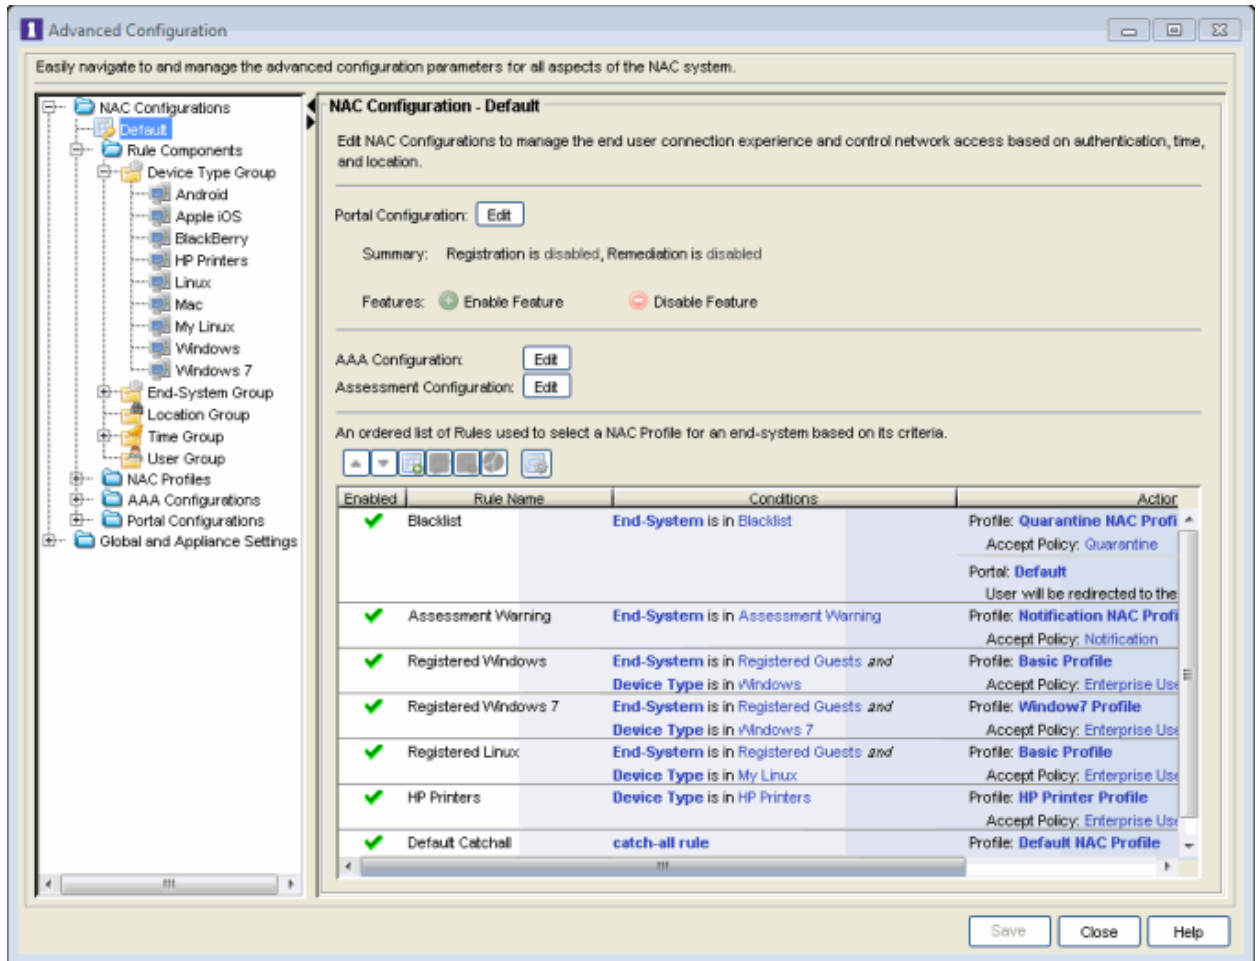 Advanced Configuration
Easily navigate to and manage the advanced configuration parameters for all aspects of the NAC system.
NAC Configurations
Default
Rule Components
Device Type Group
Android
Apple iOS
BlackBerry
HP Printers
Linux
Mac
My Linux
Windows
Windows 7
End-System Group
Location Group
Time Group
User Group
NAC Profiles
AAA Configurations
Portal Configurations
Global and Appliance Settings
NAC Configuration - Default
Edit NAC Configurations to manage the end user connection experience and control network access based on authentication, time,
and location.
Portal Configuration: Edit
Summary: Registration is disabled, Remediation is disabled
Features: Enable Feature Disable Feature
AAA Configuration: Edit
Assessment Configuration: Edit
An ordered list of Rules used to select a NAC Profile for an end-system based on its criteria.
Enabled Rule Name Conditions Action
Blacklist End-System is in Blacklist Profile: Quarantine NAC Profi
Accept Policy: Quarantine
Portal: Default
User will be redirected to the
Assessment Warning End-System is in Assessment Warning Profile: Notification NAC Profi
Accept Policy: Notification
Registered Windows End-System is in Registered Guests and Profile: Basic Profile
Device Type is in Windows Accept Policy: Enterprise Use
Registered Windows 7 End-System is in Registered Guests and Profile: Window7 Profile
Device Type is in Windows 7 Accept Policy: Enterprise Use
Registered Linux End-System is in Registered Guests and Profile: Basic Profile
Device Type is in My Linux Accept Policy: Enterprise Use
HP Printers Device Type is in HP Printers Profile: HP Printer Profile
Accept Policy: Enterprise Use
Default Catchall catch-all rule Profile: Default NAC Profile
Save Close Help